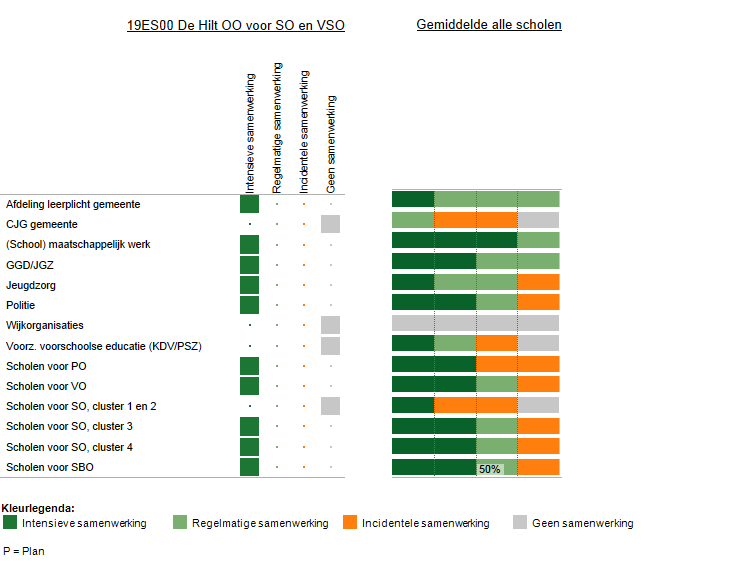 19ES00 De Hilt OO voor SO en VSO
Gemiddelde alle scholen
Intensieve samenwerking
Regelmatige samenwerking
Incidentele samenwerking
Geen samenwerking
Afdeling leerplicht gemeente
CJG gemeente
(School) maatschappelijk werk
GGD/JGZ
Jeugdzorg
Politie
Wijkorganisaties
Voorz. voorschoolse educatie (KDV/PSZ)
Scholen voor PO
Scholen voor VO
Scholen voor SO, cluster 1 en 2
Scholen voor SO, cluster 3
Scholen voor SO, cluster 4
Scholen voor SBO
50%
Kleurlegenda:
Intensieve samenwerking
Regelmatige samenwerking
Incidentele samenwerking
Geen samenwerking
P = Plan